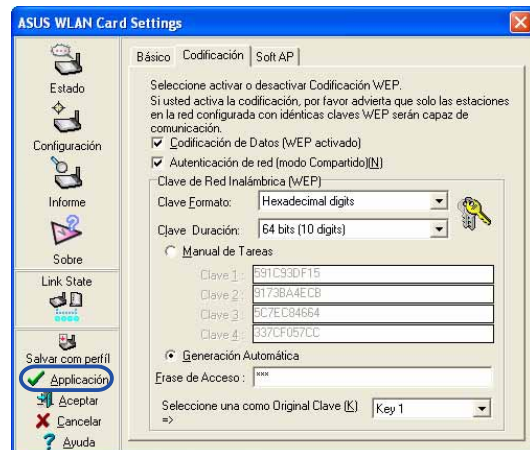 ASUS WLAN Card Settings
Estado
Configuración
Informe
Sobre
Link State
Salvar com perfíl
Applicación
Aceptar
Cancelar
Ayuda
Básico
Codificación
Soft AP
Seleccione activar o desactivar Codificación WEP.
Si usted activa la codificación, por favor advierta que solo las estaciones
en la red configurada con idénticas claves WEP serán capaz de
comunicación.
Codificación de Datos (WEP activado)
Autenticación de red (modo Compartido)(N)
Clave de Red Inalámbrica (WEP)
Clave Formato: Hexadecimal digits
Clave Duración: 64 bits (10 digits)
Manual de Tareas
Clave 1 : 591C93DF15
Clave 2 : 9173BA4ECB
Clave 3 : 5C7EC84664
Clave 4 : 337CF057CC
Generación Automática
Frase de Acceso : ***
Seleccione una como Original Clave (K) Key 1
=>